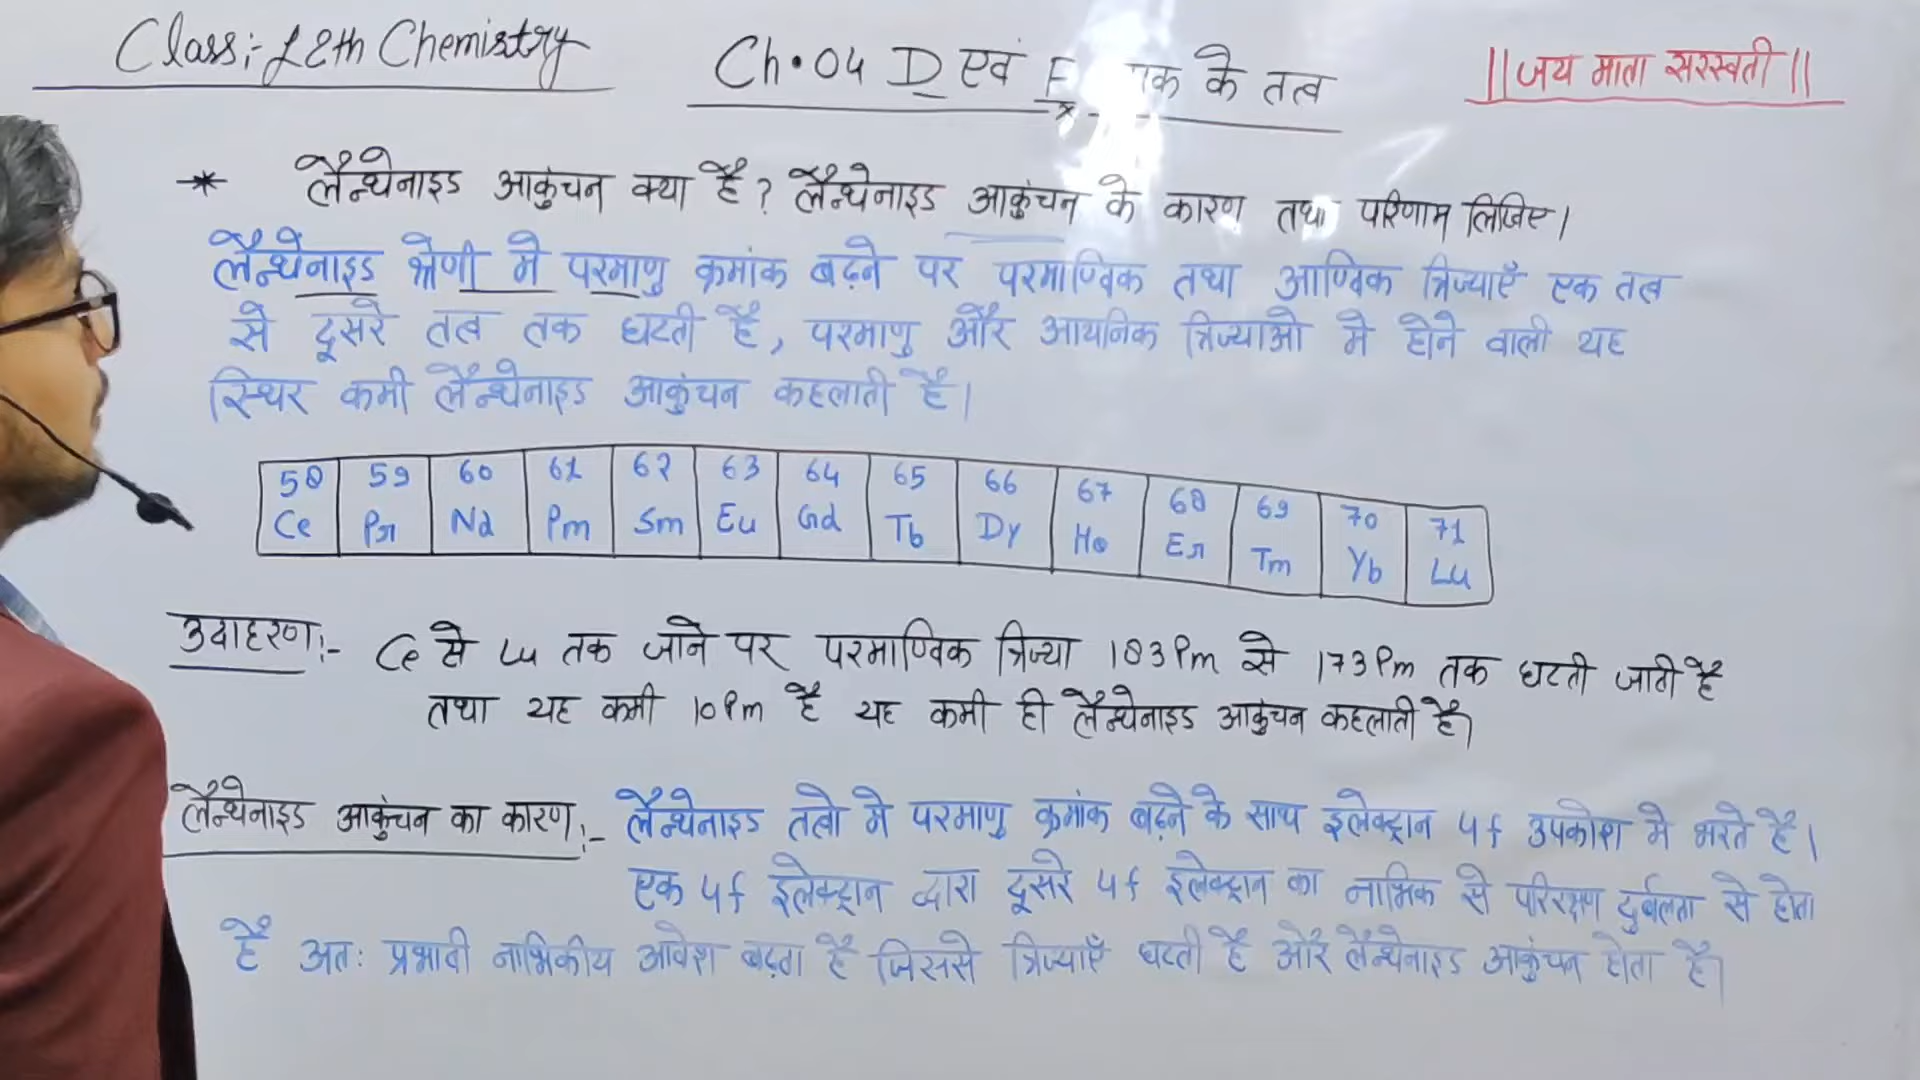 Class:- 12th Chemistry
Ch.04 D एवं F के तत्व
||जय माता सरस्वती||
* लैन्थेनाइड आकुंचन क्या है? लैन्थेनाइड आकुंचन के कारण तथा परिणाम लिखिए।
लैन्थेनाइड श्रेणी मे परमाणु क्रमांक बढ़ने पर परमाण्विक तथा आण्विक त्रिज्याएँ एक तत्व
से दूसरे तत्व तक घटती है, परमाणु और आयनिक त्रिज्याओ मे होने वाली यह
स्थिर कमी लैन्थेनाइड आकुंचन कहलाती है।
58 59 60 61 62 63 64 65 66 67 68 69 70 71
Ce Pr Nd Pm Sm Eu Gd Tb Dy Ho Er Tm Yb Lu
उदाहरण:- Ce से Lu तक जाने पर परमाण्विक त्रिज्या 183Pm से 173Pm तक घटती जाती है
तथा यह कमी 10Pm है यह कमी ही लैन्थेनाइड आकुंचन कहलाती है।
लैन्थेनाइड आकुंचन का कारण:- लैन्थेनाइड तत्वो मे परमाणु क्रमांक बढ़ने के साथ इलेक्ट्रान 4f उपकोश मे भरते है।
एक 4f इलेक्ट्रान द्वारा दूसरे 4f इलेक्ट्रान का नाभिक से परिरक्षण दुर्बलता से होता
है अत: प्रभावी नाभिकीय आवेश बढ़ता है जिससे त्रिज्याएँ घटती है और लैन्थेनाइड आकुंचन होता है।